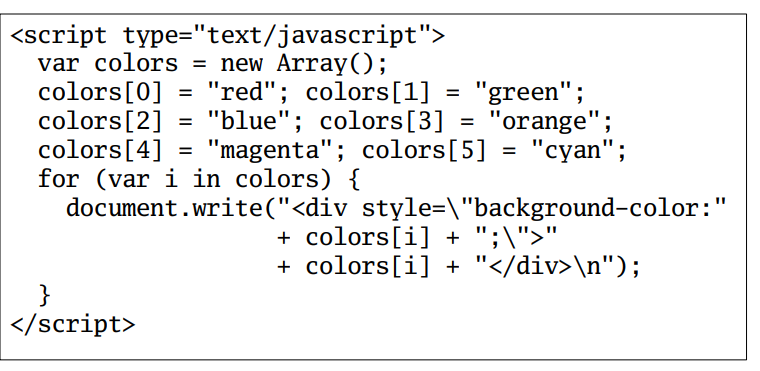 <script type="text/javascript">
  var colors = new Array();
  colors[0] = "red"; colors[1] = "green";
  colors[2] = "blue"; colors[3] = "orange";
  colors[4] = "magenta"; colors[5] = "cyan";
  for (var i in colors) {
    document.write("<div style=\"background-color:"
                   + colors[i] + ";\">"
                   + colors[i] + "</div>\n");
  }
</script>